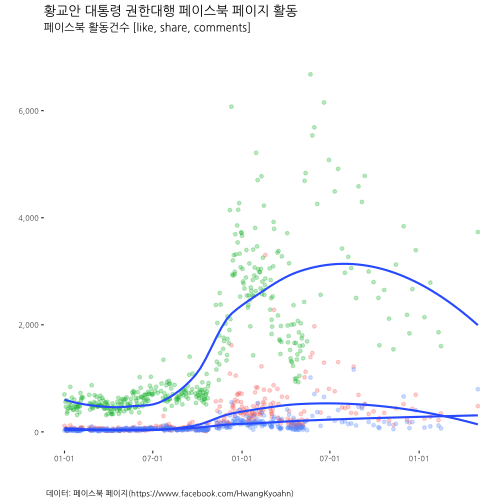 황교안 대통령 권한대행 페이스북 페이지 활동
페이스북 활동건수 [like, share, comments]
6,000
4,000
2,000
0
01-01 07-01 01-01 07-01 01-01
데이터: 페이스북 페이지(https://www.facebook.com/HwangKyoahn)